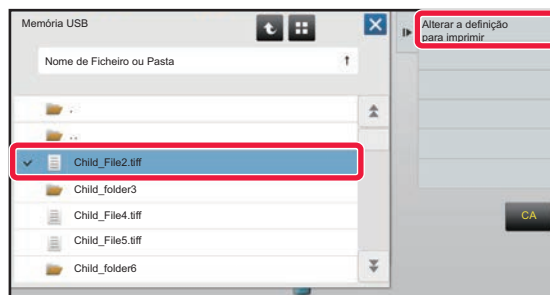 Memória USB
Alterar a definição
para imprimir
Nome de Ficheiro ou Pasta
.
..
Child_File2.tiff
Child_folder3
Child_File4.tiff
Child_File5.tiff
Child_folder6
CA